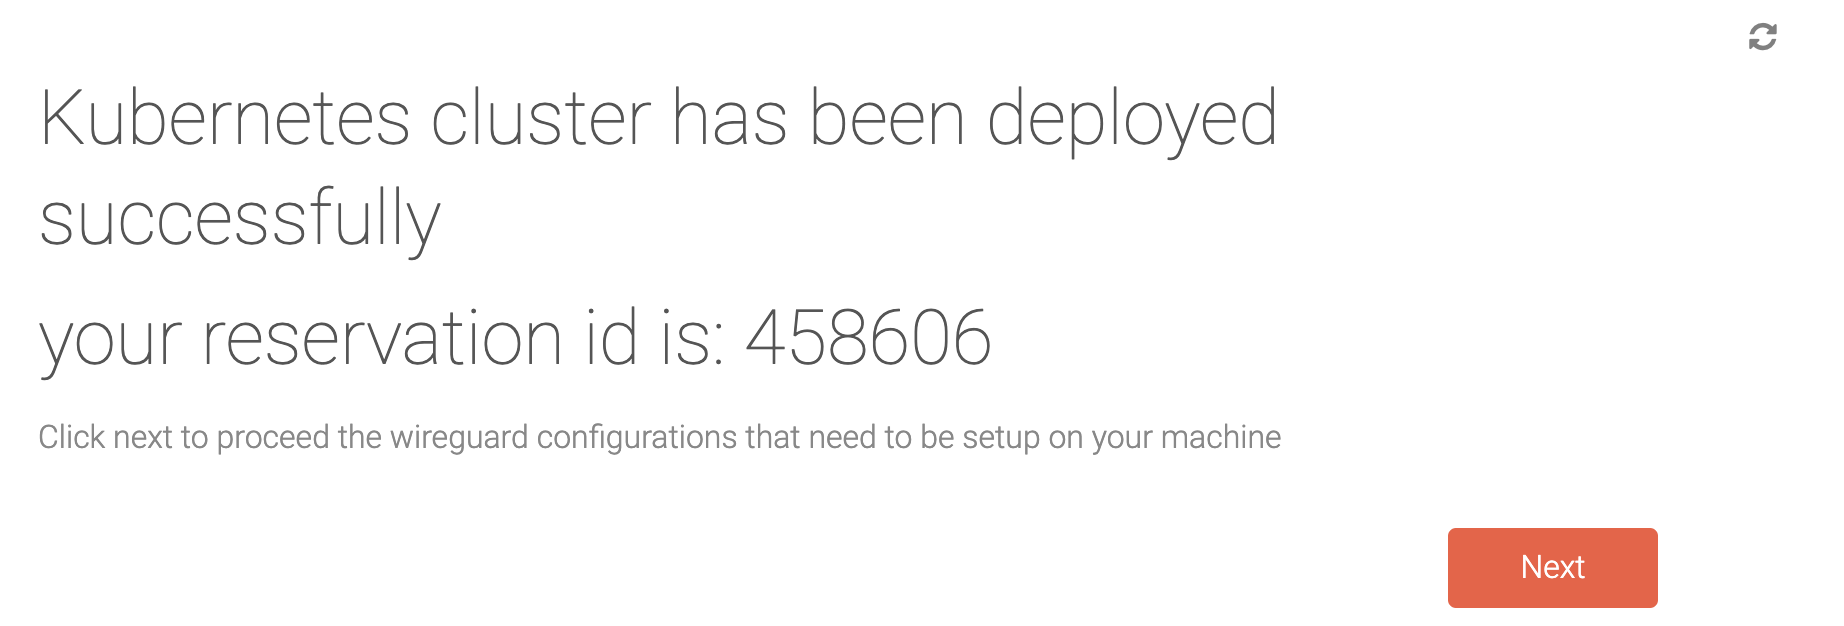 Kubernetes cluster has been deployed
successfully
your reservation id is: 458606
Click next to proceed the wireguard configurations that need to be setup on your machine
Next